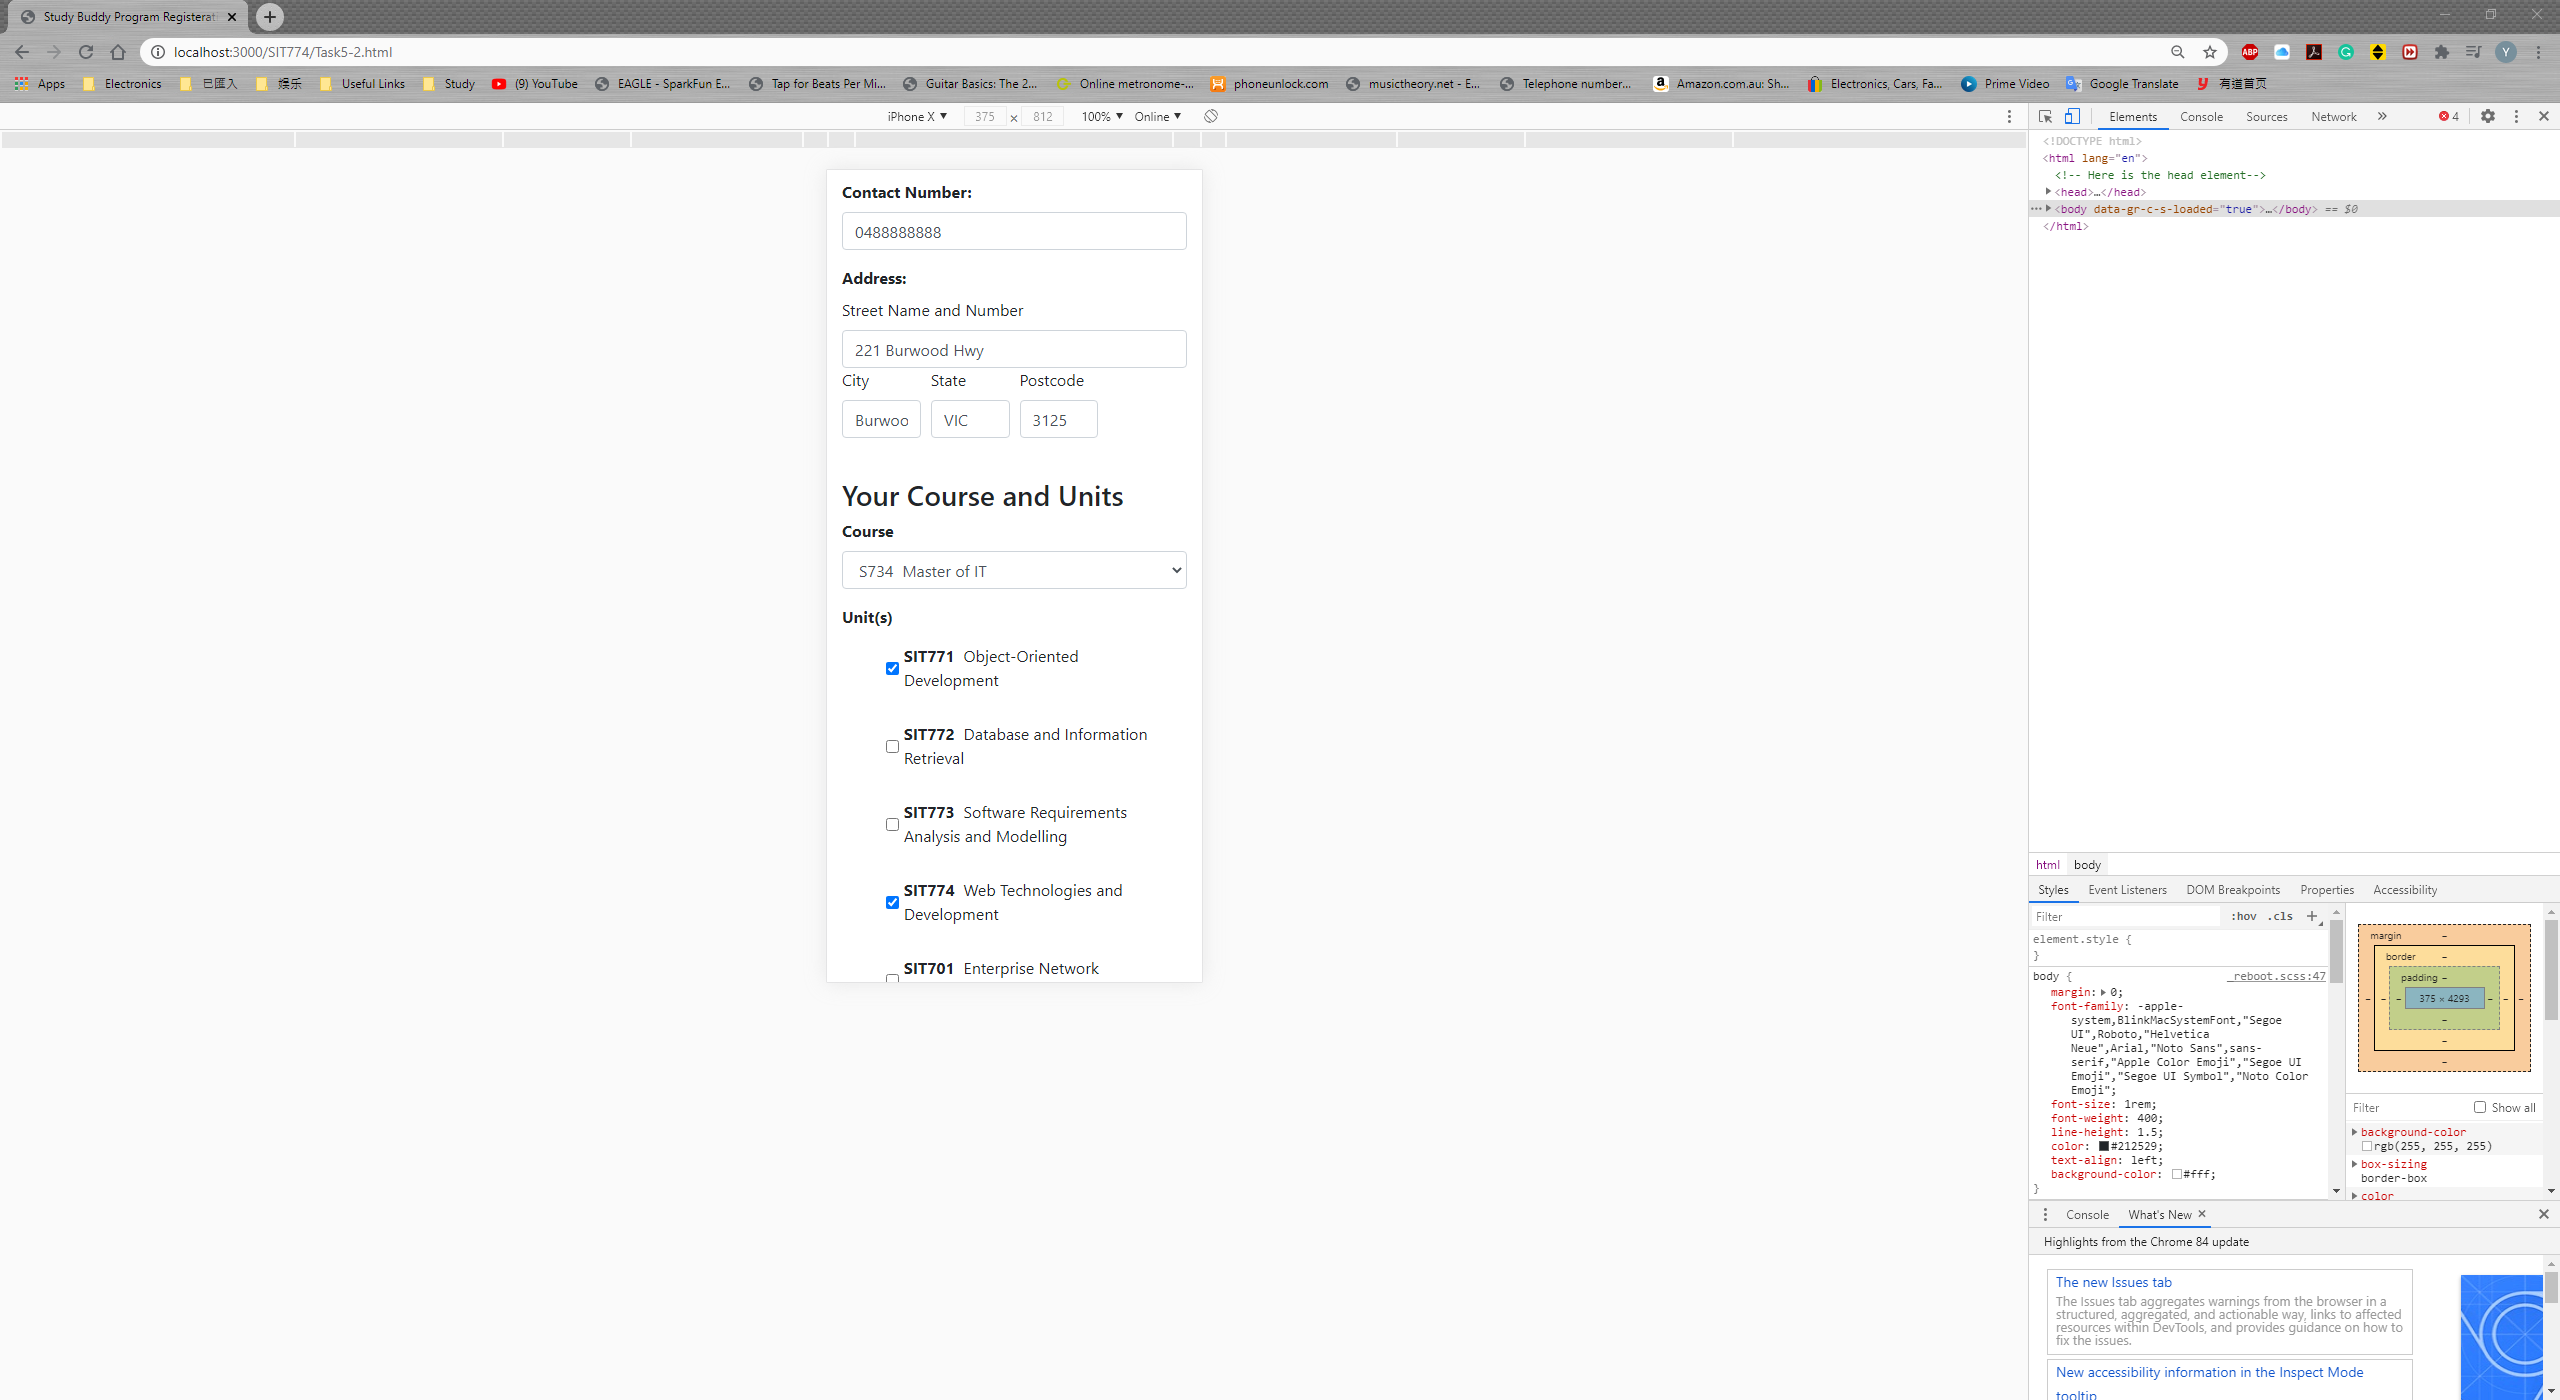 Study Buddy Program Registerat
localhost:3000/SIT774/Task5-2.html
ABP
Y
Apps Electronics 已匯入 娱乐 Useful Links Study (9) YouTube EAGLE - SparkFun E... Tap for Beats Per Mi... Guitar Basics: The 2... Online metronome-... phoneunlock.com musictheory.net - E... Telephone number... Amazon.com.au: Sh... Electronics, Cars, Fa... Prime Video Google Translate 有道首页
iPhone X ▼ 375 × 812 100% ▼ Online ▼
Contact Number:
0488888888
Address:
Street Name and Number
221 Burwood Hwy
City State Postcode
Burwoo VIC 3125
Your Course and Units
Course
S734 Master of IT
Unit(s)
SIT771 Object-Oriented
Development
SIT772 Database and Information
Retrieval
SIT773 Software Requirements
Analysis and Modelling
SIT774 Web Technologies and
Development
SIT701 Enterprise Network
Elements Console Sources Network » 4
<!DOCTYPE html>
<html lang="en">
<!-- Here is the head element-->
<head>…</head>
<body data-gr-c-s-loaded="true">…</body> == $0
</html>
html body
Styles Event Listeners DOM Breakpoints Properties Accessibility
Filter :hov .cls +
element.style {
}
body { _reboot.scss:47
margin: 0;
font-family: -apple-
system,BlinkMacSystemFont,"Segoe
UI",Roboto,"Helvetica
Neue",Arial,"Noto Sans",sans-
serif,"Apple Color Emoji","Segoe UI
Emoji","Segoe UI Symbol","Noto Color
Emoji";
font-size: 1rem;
font-weight: 400;
line-height: 1.5;
color: #212529;
text-align: left;
background-color: #fff;
}
margin –
border –
padding –
– – – 375 × 4293 – – –
–
–
–
Filter Show all
background-color
rgb(255, 255, 255)
box-sizing
border-box
color
Console What's New ×
Highlights from the Chrome 84 update
The new Issues tab
The Issues tab aggregates warnings from the browser in a
structured, aggregated, and actionable way, links to affected
resources within DevTools, and provides guidance on how to
fix the issues.
New accessibility information in the Inspect Mode
tooltip